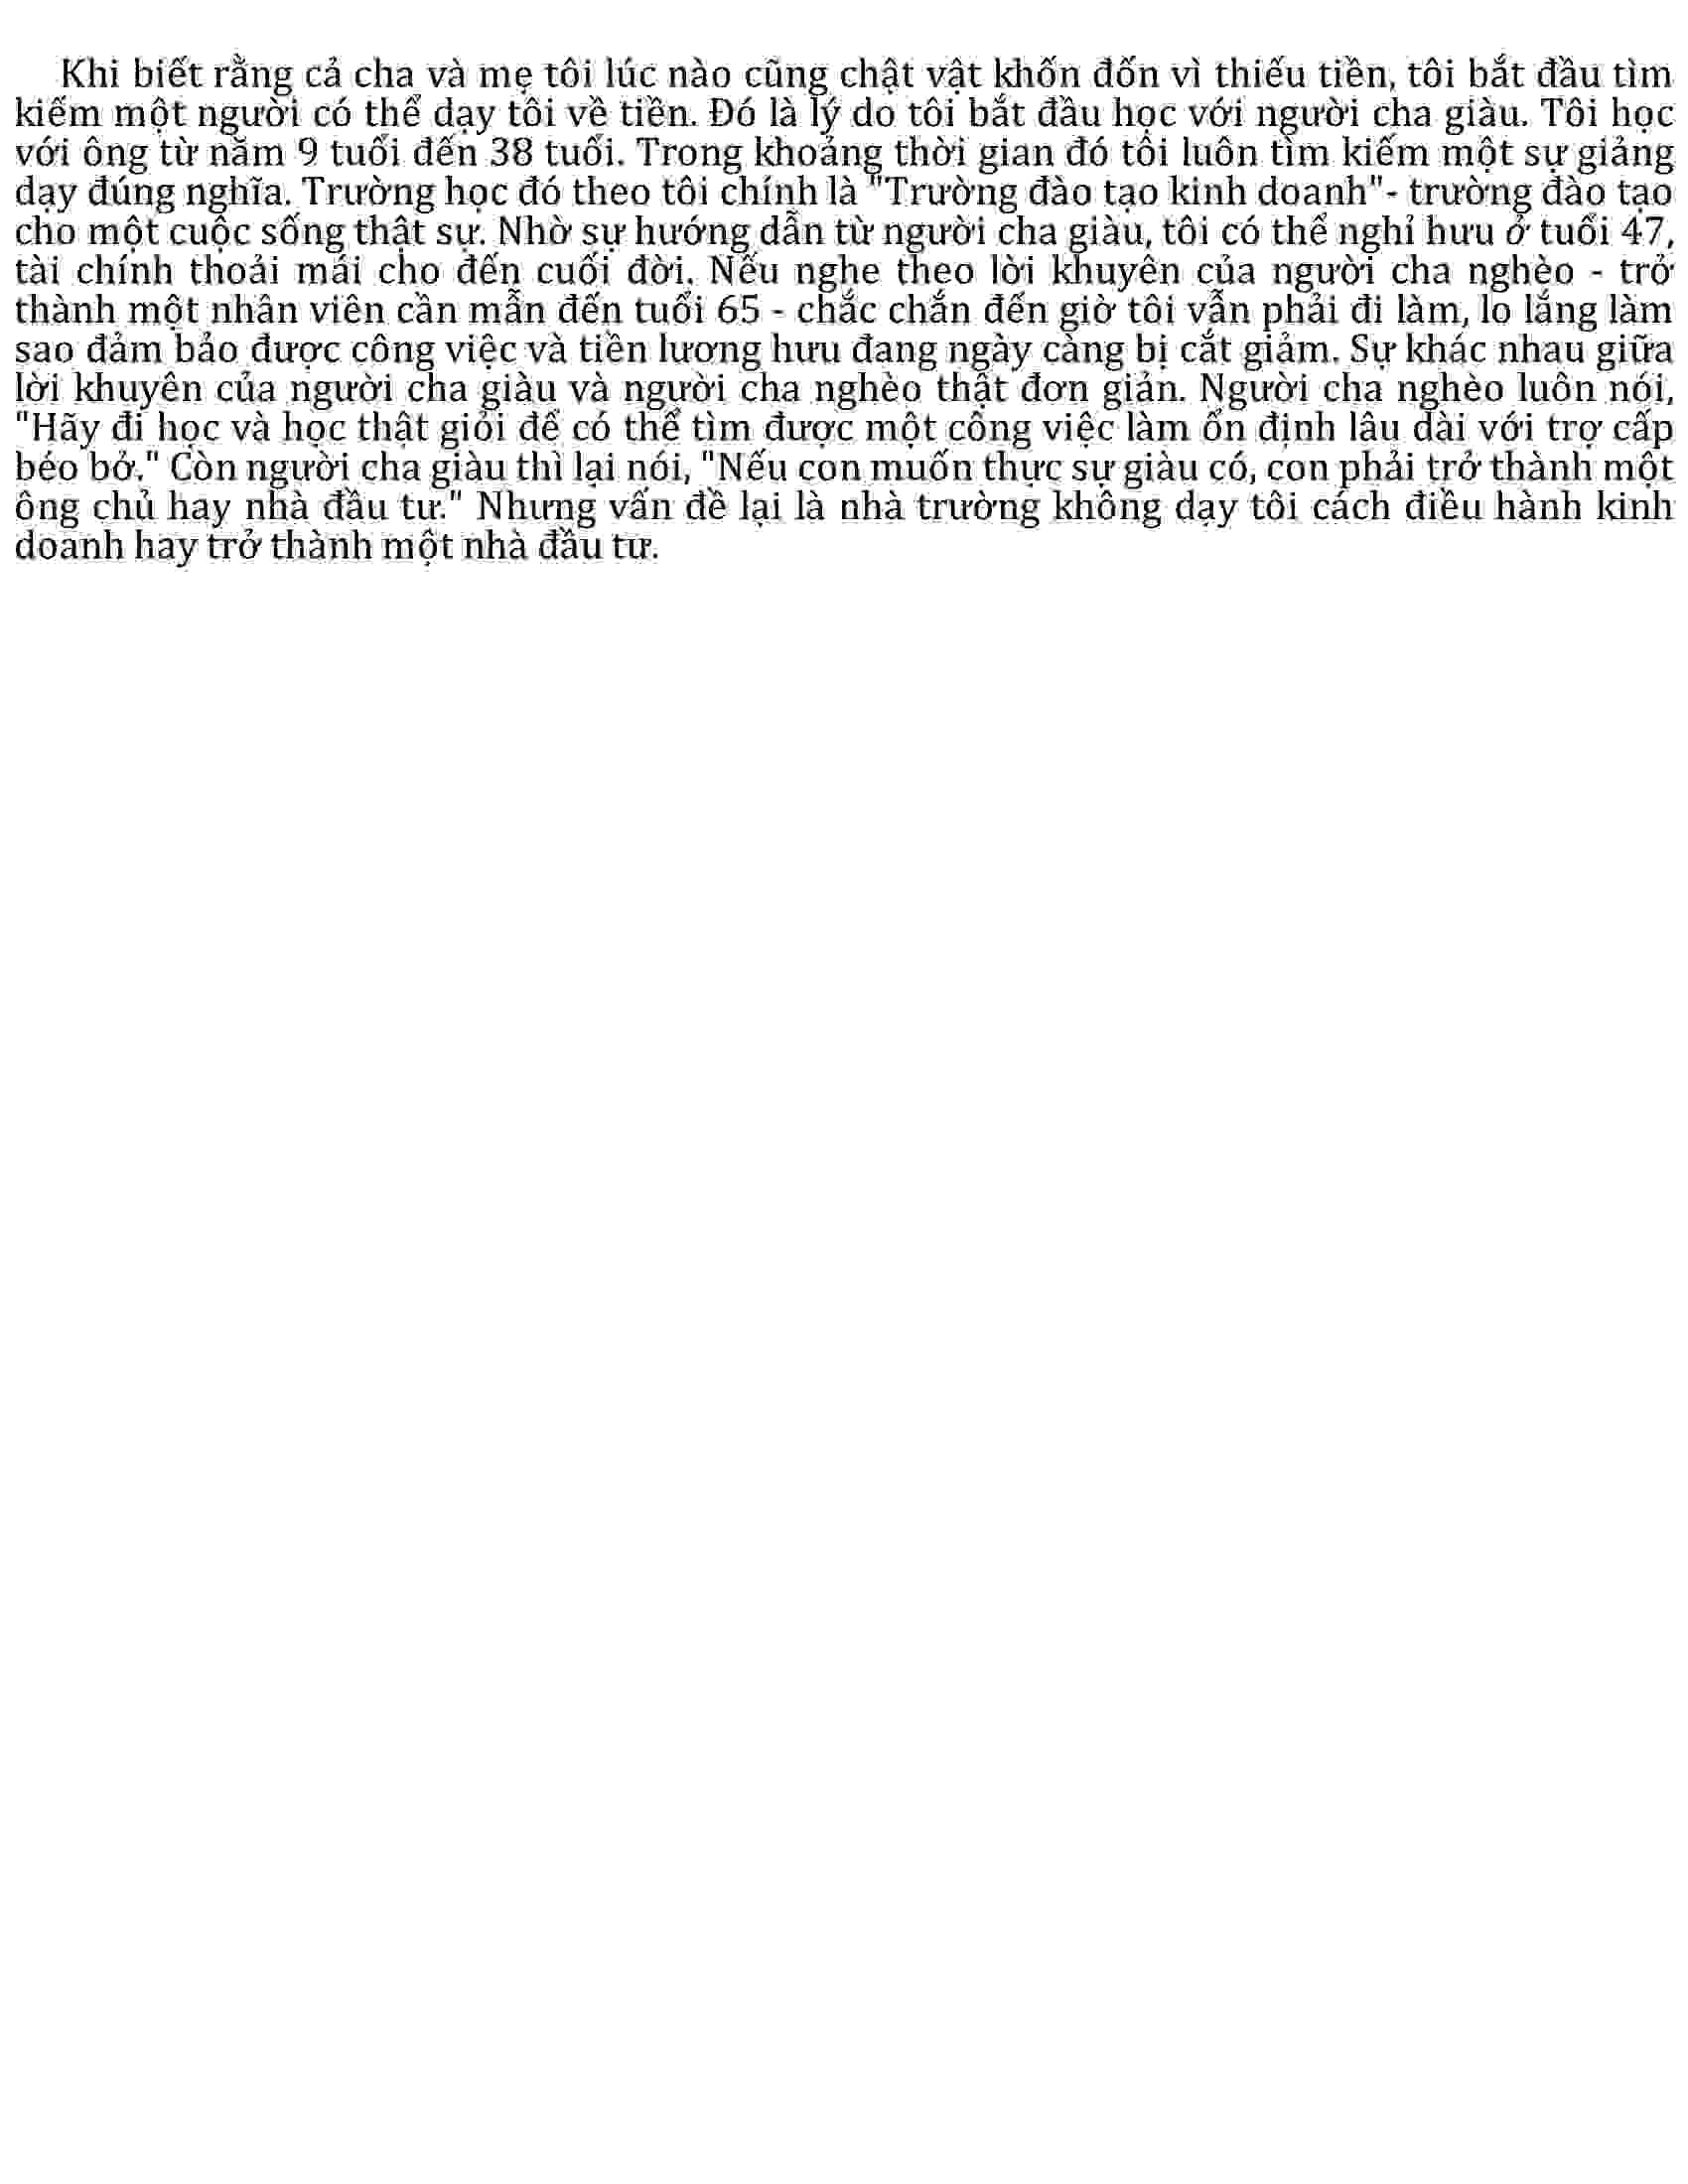 Khi biết rằng cả cha và mẹ tôi lúc nào cũng chật vật khốn đốn vì thiếu tiền, tôi bắt đầu tìm
kiếm một người có thể dạy tôi về tiền. Đó là lý do tôi bắt đầu học với người cha giàu. Tôi học
với ông từ năm 9 tuổi đến 38 tuổi. Trong khoảng thời gian đó tôi luôn tìm kiếm một sự giảng
dạy đúng nghĩa. Trường học đó theo tôi chính là "Trường đào tạo kinh doanh"- trường đào tạo
cho một cuộc sống thật sự. Nhờ sự hướng dẫn từ người cha giàu, tôi có thể nghỉ hưu ở tuổi 47,
tài chính thoải mái cho đến cuối đời. Nếu nghe theo lời khuyên của người cha nghèo - trở
thành một nhân viên cần mẫn đến tuổi 65 - chắc chắn đến giờ tôi vẫn phải đi làm, lo lắng làm
sao đảm bảo được công việc và tiền lương hưu đang ngày càng bị cắt giảm. Sự khác nhau giữa
lời khuyên của người cha giàu và người cha nghèo thật đơn giản. Người cha nghèo luôn nói,
"Hãy đi học và học thật giỏi để có thể tìm được một công việc làm ổn định lâu dài với trợ cấp
béo bở." Còn người cha giàu thì lại nói, "Nếu con muốn thực sự giàu có, con phải trở thành một
ông chủ hay nhà đầu tư." Nhưng vấn đề lại là nhà trường không dạy tôi cách điều hành kinh
doanh hay trở thành một nhà đầu tư.